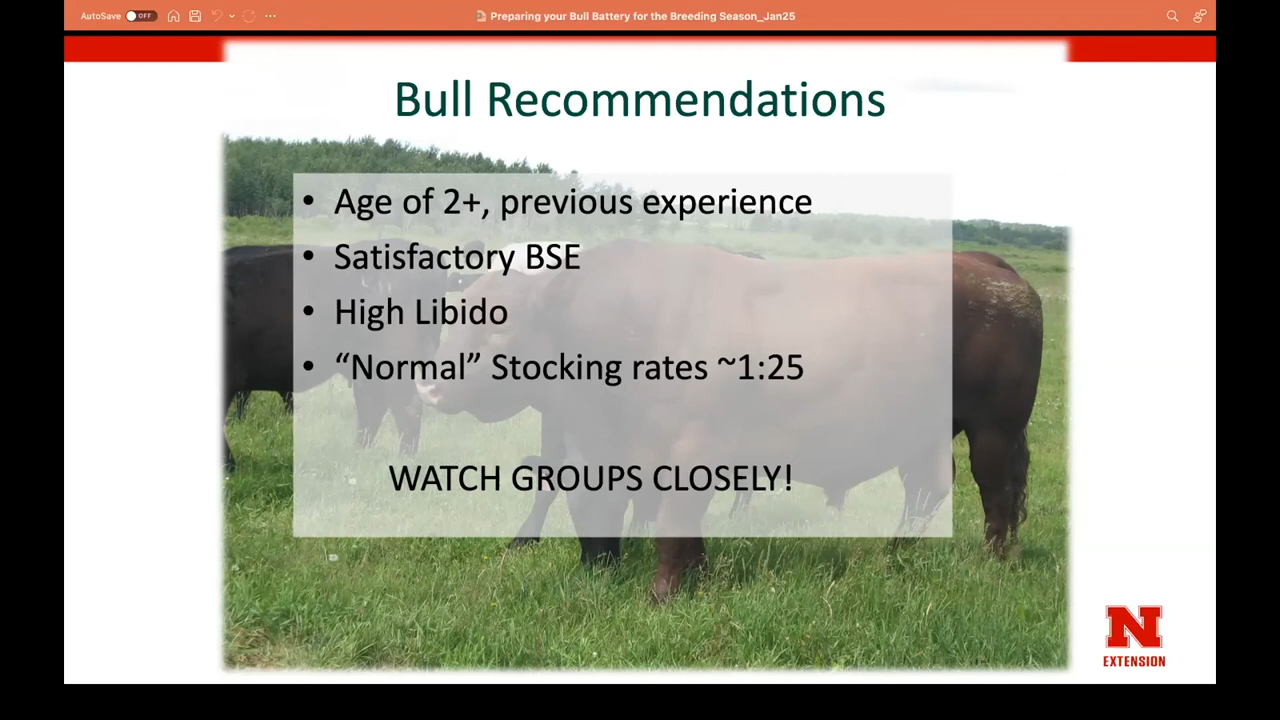 AutoSave OFF
Preparing your Bull Battery for the Breeding Season_Jan25
Bull Recommendations
• Age of 2+, previous experience
• Satisfactory BSE
• High Libido
• “Normal” Stocking rates ~1:25
WATCH GROUPS CLOSELY!
N
EXTENSION